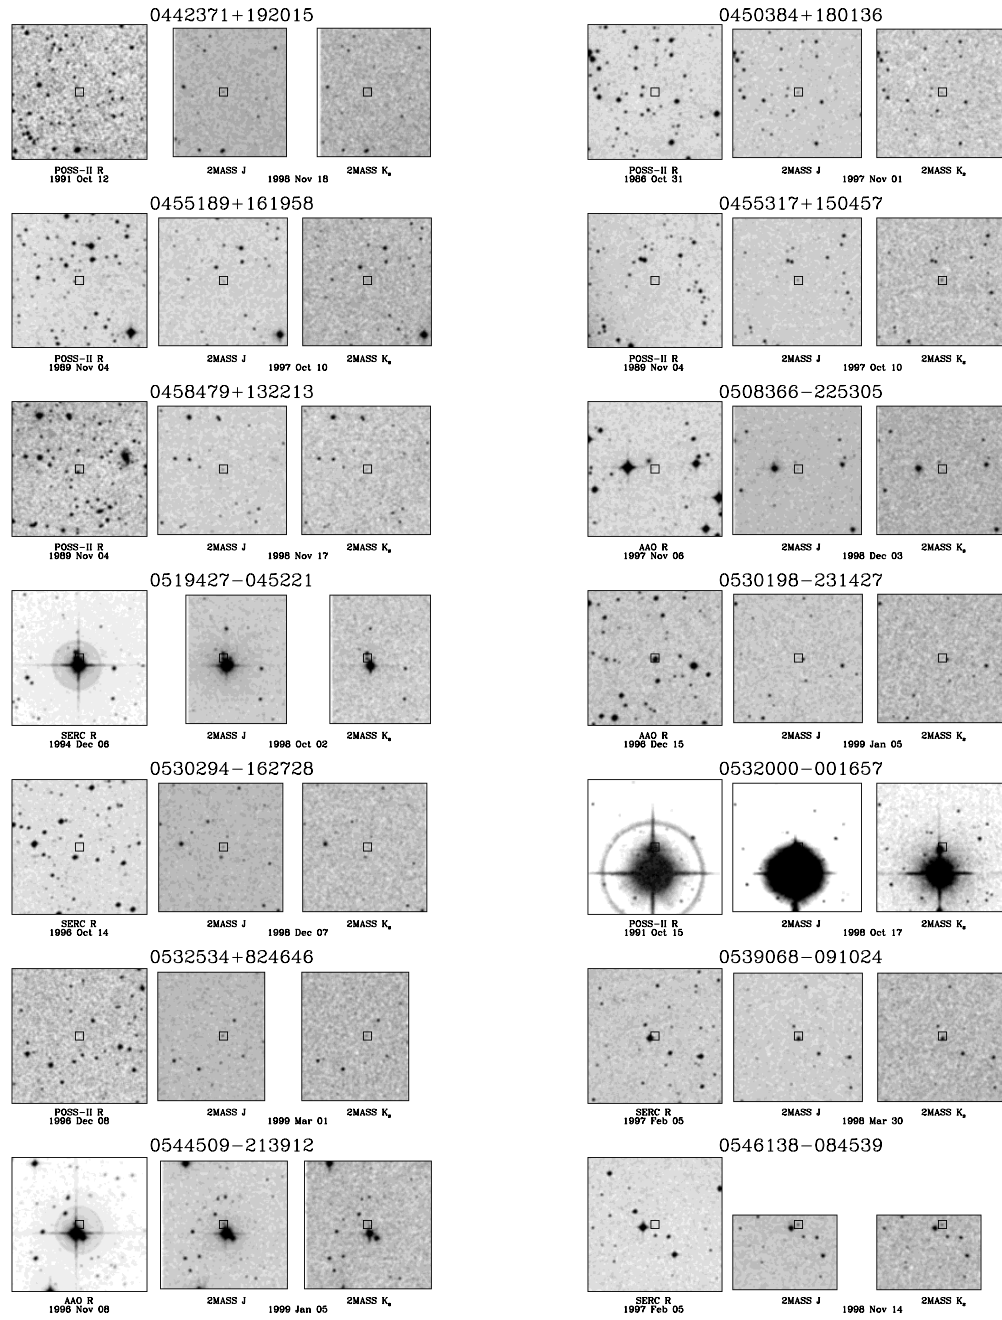 0442371+192015
POSS-II R
1991 Oct 12
2MASS J
1998 Nov 18
2MASS Ks
0450384+180136
POSS-II R
1986 Oct 31
2MASS J
1997 Nov 01
2MASS Ks
0455189+161958
POSS-II R
1989 Nov 04
2MASS J
1997 Oct 10
2MASS Ks
0455317+150457
POSS-II R
1989 Nov 04
2MASS J
1997 Oct 10
2MASS Ks
0458479+132213
POSS-II R
1989 Nov 04
2MASS J
1998 Nov 17
2MASS Ks
0508366-225305
AAO R
1997 Nov 06
2MASS J
1998 Dec 03
2MASS Ks
0519427-045221
SERC R
1994 Dec 06
2MASS J
1998 Oct 02
2MASS Ks
0530198-231427
AAO R
1996 Dec 15
2MASS J
1999 Jan 05
2MASS Ks
0530294-162728
SERC R
1996 Oct 14
2MASS J
1998 Dec 07
2MASS Ks
0532000-001657
POSS-II R
1991 Oct 15
2MASS J
1998 Oct 17
2MASS Ks
0532534+824646
POSS-II R
1996 Dec 08
2MASS J
1999 Mar 01
2MASS Ks
0539068-091024
SERC R
1997 Feb 05
2MASS J
1998 Mar 30
2MASS Ks
0544509-213912
AAO R
1996 Nov 08
2MASS J
1999 Jan 05
2MASS Ks
0546138-084539
SERC R
1997 Feb 05
2MASS J
1998 Nov 14
2MASS Ks